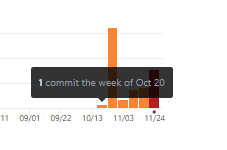 1 commit the week of Oct 20
11 09/01 09/22 10/13 11/03 11/24